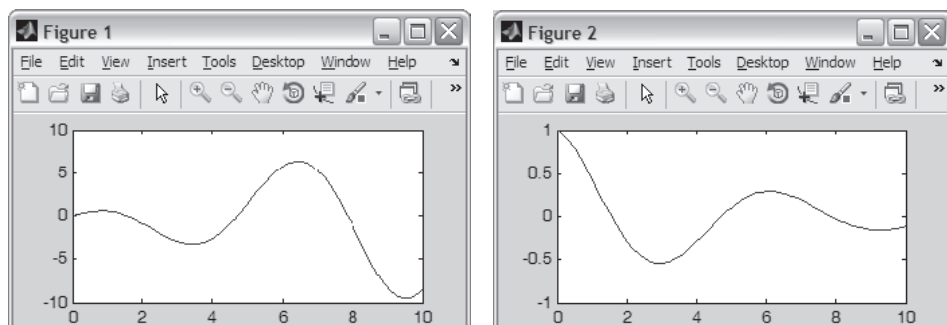 Figure 1
File Edit View Insert Tools Desktop Window Help
10
5
0
-5
-10
0 2 4 6 8 10
Figure 2
File Edit View Insert Tools Desktop Window Help
1
0.5
0
-0.5
-1
0 2 4 6 8 10